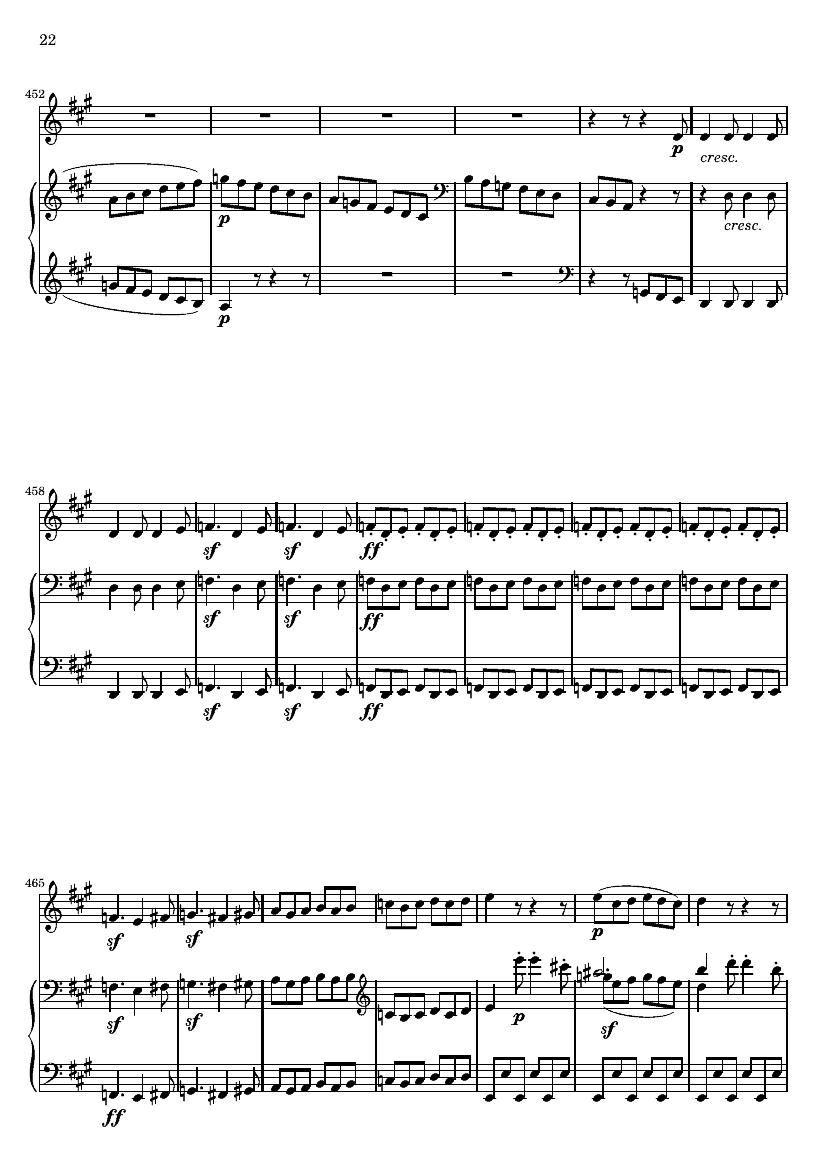 22
452
p
cresc.
p
cresc.
p
458
sf sf ff
sf sf ff
sf sf ff
465
sf sf p
sf sf p sf
ff